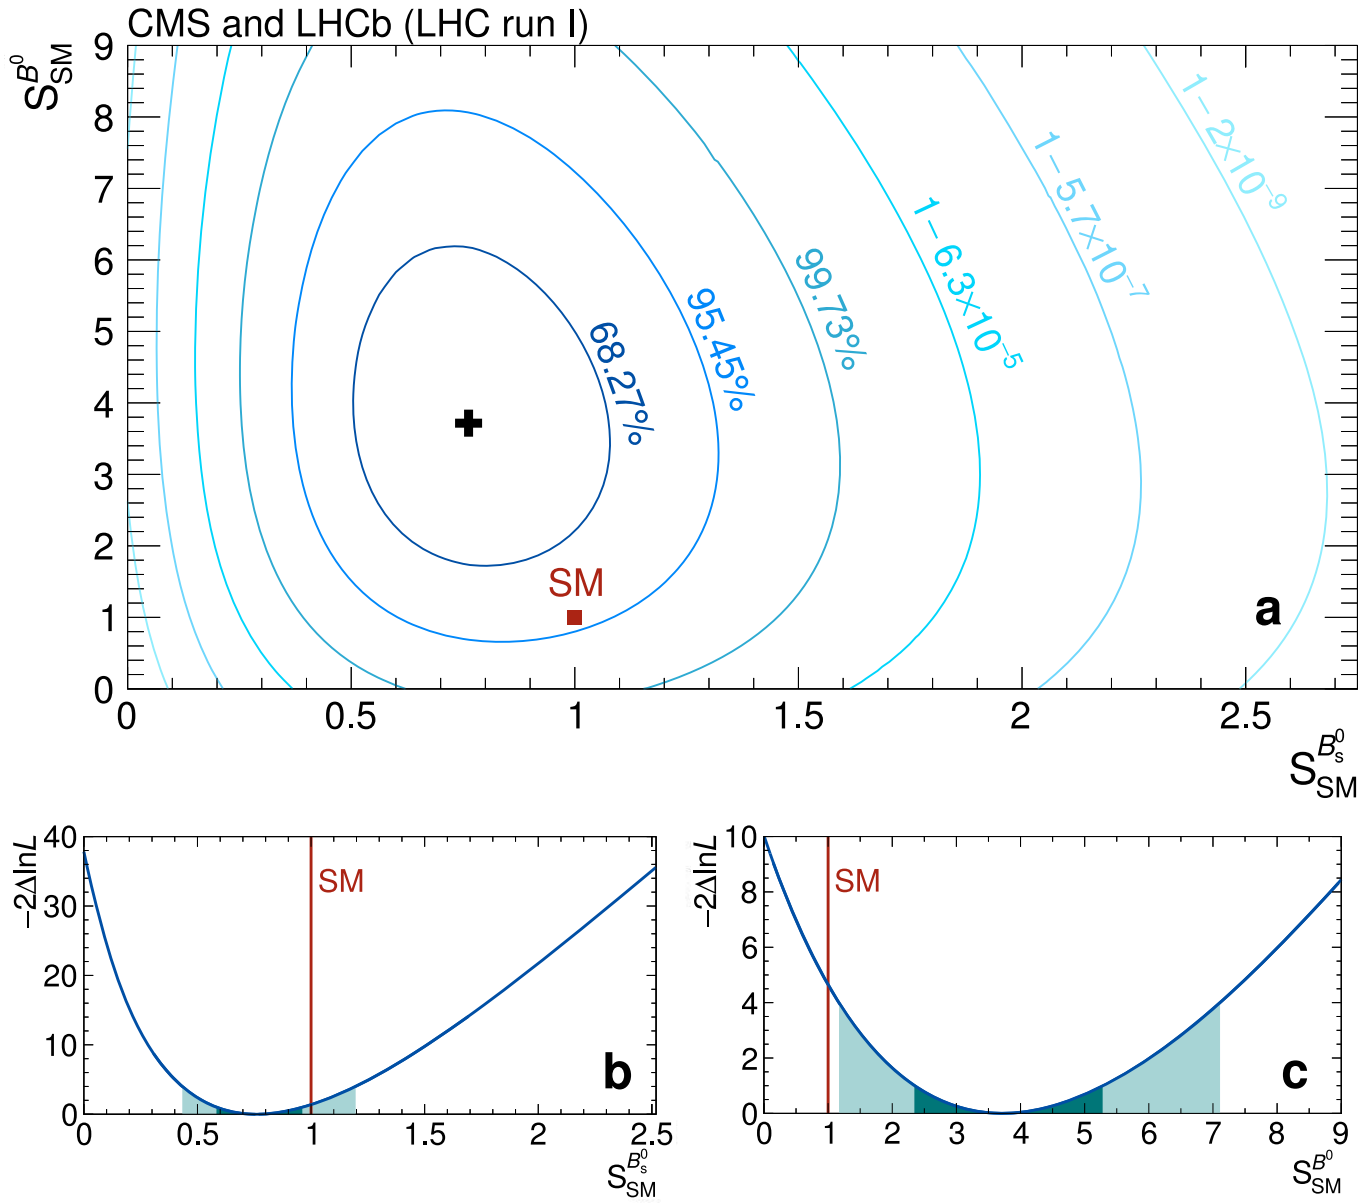 CMS and LHCb (LHC run I)
S_SM^{B^0}
9
8
7
6
5
4
3
2
1
0
68.27%
95.45%
99.73%
1−6.3×10^{−5}
1−5.7×10^{−7}
1−2×10^{−9}
SM
a
0 0.5 1 1.5 2 2.5
S_SM^{B_s^0}
−2ΔlnL
40
30
20
10
0
SM
b
0 0.5 1 1.5 2 2.5
S_SM^{B_s^0}
−2ΔlnL
10
8
6
4
2
0
SM
c
0 1 2 3 4 5 6 7 8 9
S_SM^{B^0}